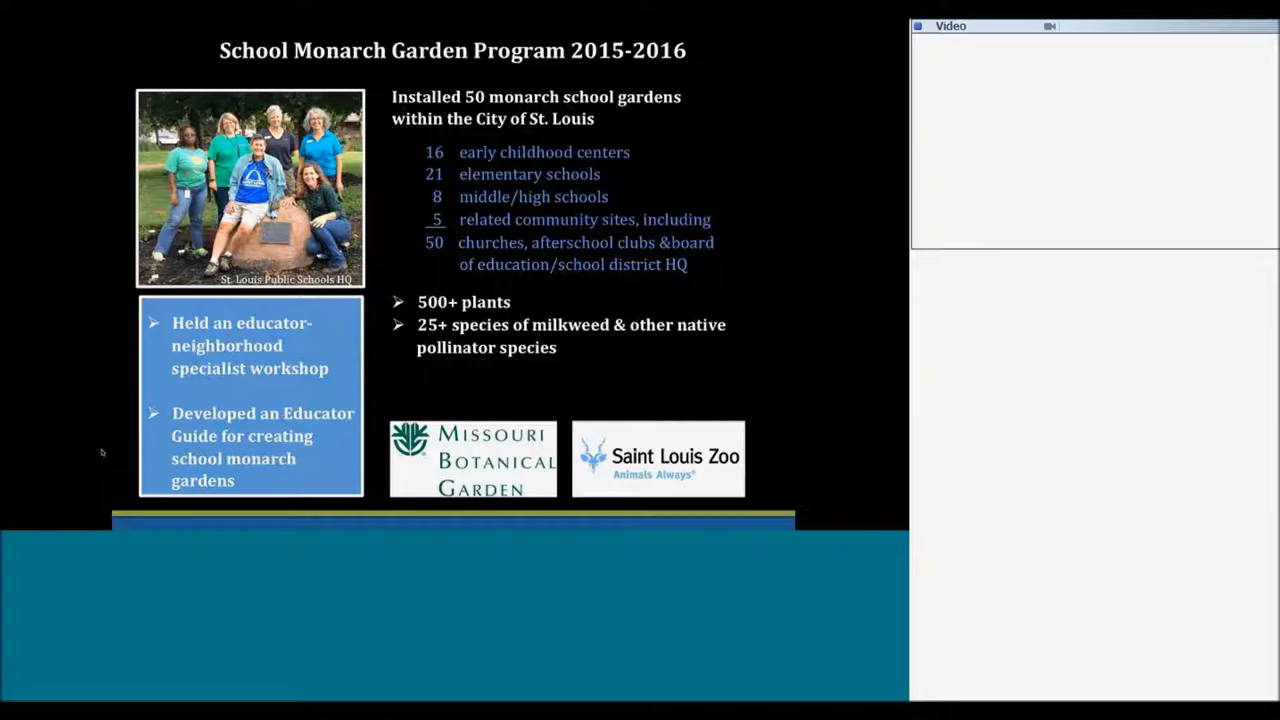 Video
School Monarch Garden Program 2015-2016
Installed 50 monarch school gardens
within the City of St. Louis
16 early childhood centers
21 elementary schools
8 middle/high schools
5 related community sites, including
50 churches, afterschool clubs &board
of education/school district HQ
St. Louis Public Schools HQ
➢ 500+ plants
➢ 25+ species of milkweed & other native
pollinator species
➢ Held an educator-
neighborhood
specialist workshop
➢ Developed an Educator
Guide for creating
school monarch
gardens
MISSOURI
BOTANICAL
GARDEN
Saint Louis Zoo
Animals Always®